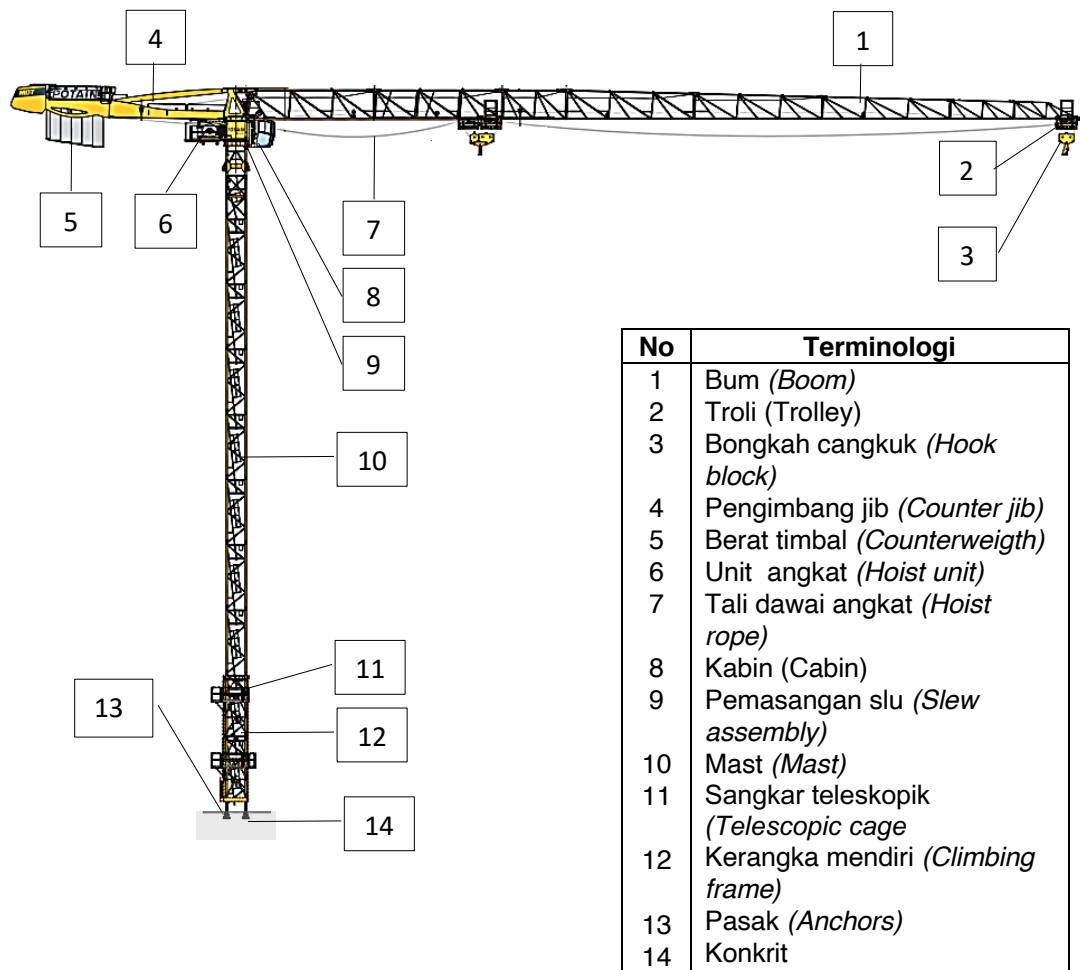 4
1
MDT
POTAIN
POTAIN
5
6
7
2
3
8
9
10
11
12
13
14
No Terminologi
1 Bum (Boom)
2 Troli (Trolley)
3 Bongkah cangkuk (Hook
block)
4 Pengimbang jib (Counter jib)
5 Berat timbal (Counterweigth)
6 Unit angkat (Hoist unit)
7 Tali dawai angkat (Hoist
rope)
8 Kabin (Cabin)
9 Pemasangan slu (Slew
assembly)
10 Mast (Mast)
11 Sangkar teleskopik
(Telescopic cage
12 Kerangka mendiri (Climbing
frame)
13 Pasak (Anchors)
14 Konkrit